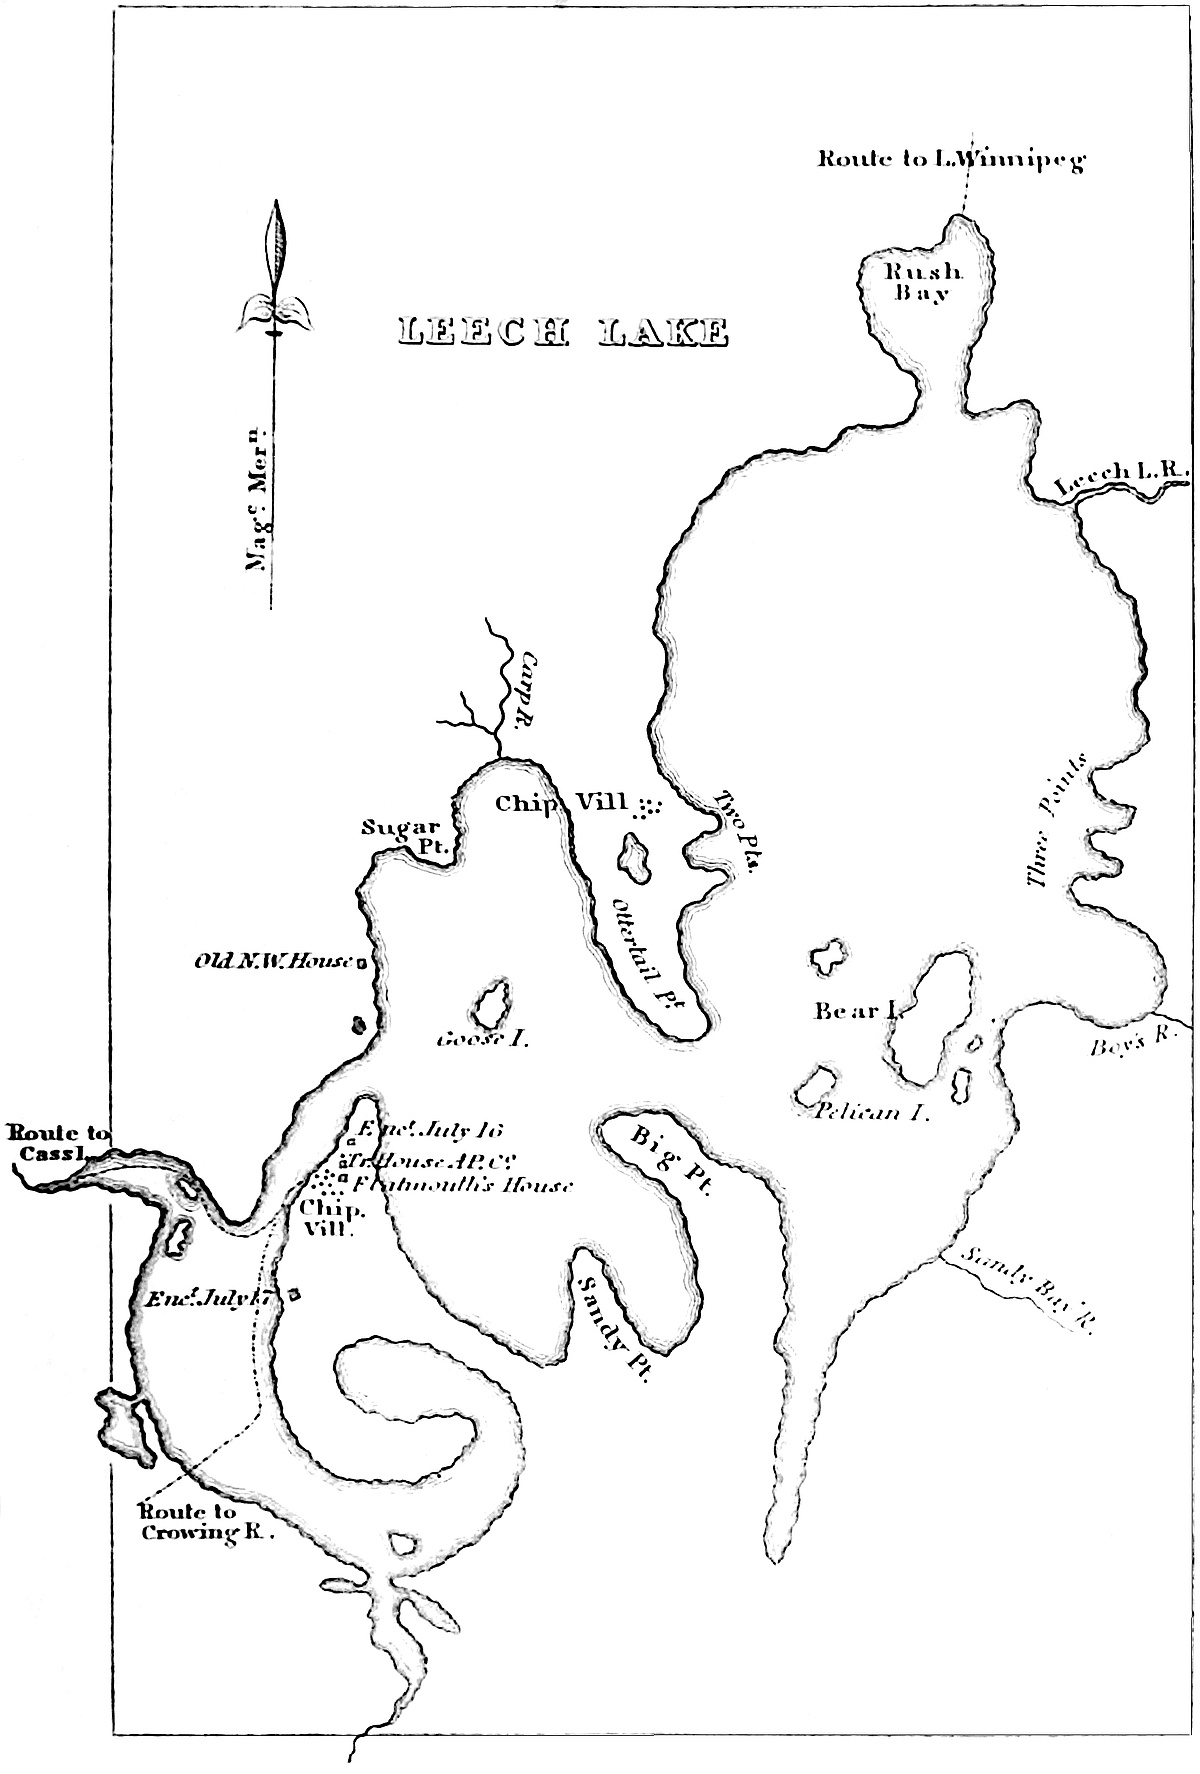 Route to L. Winnipeg
Rush
Bay
LEECH LAKE
Magc. Mern.
Leech L.R.
Carp R.
Three Points
Two Pts.
Chip. Vill
Sugar
Pt.
Ottertail Pt.
Old N.W. House
Bear I.
Goose I.
Boy's R.
Pelican I.
Route to
Cass L.
Enct. July 16
Tr. House A.F. Co.
Flatmouth's House
Chip.
Vill.
Big Pt.
Sandy Bay R.
Enct. July 17
Sandy Pt.
Route to
Crowing R.